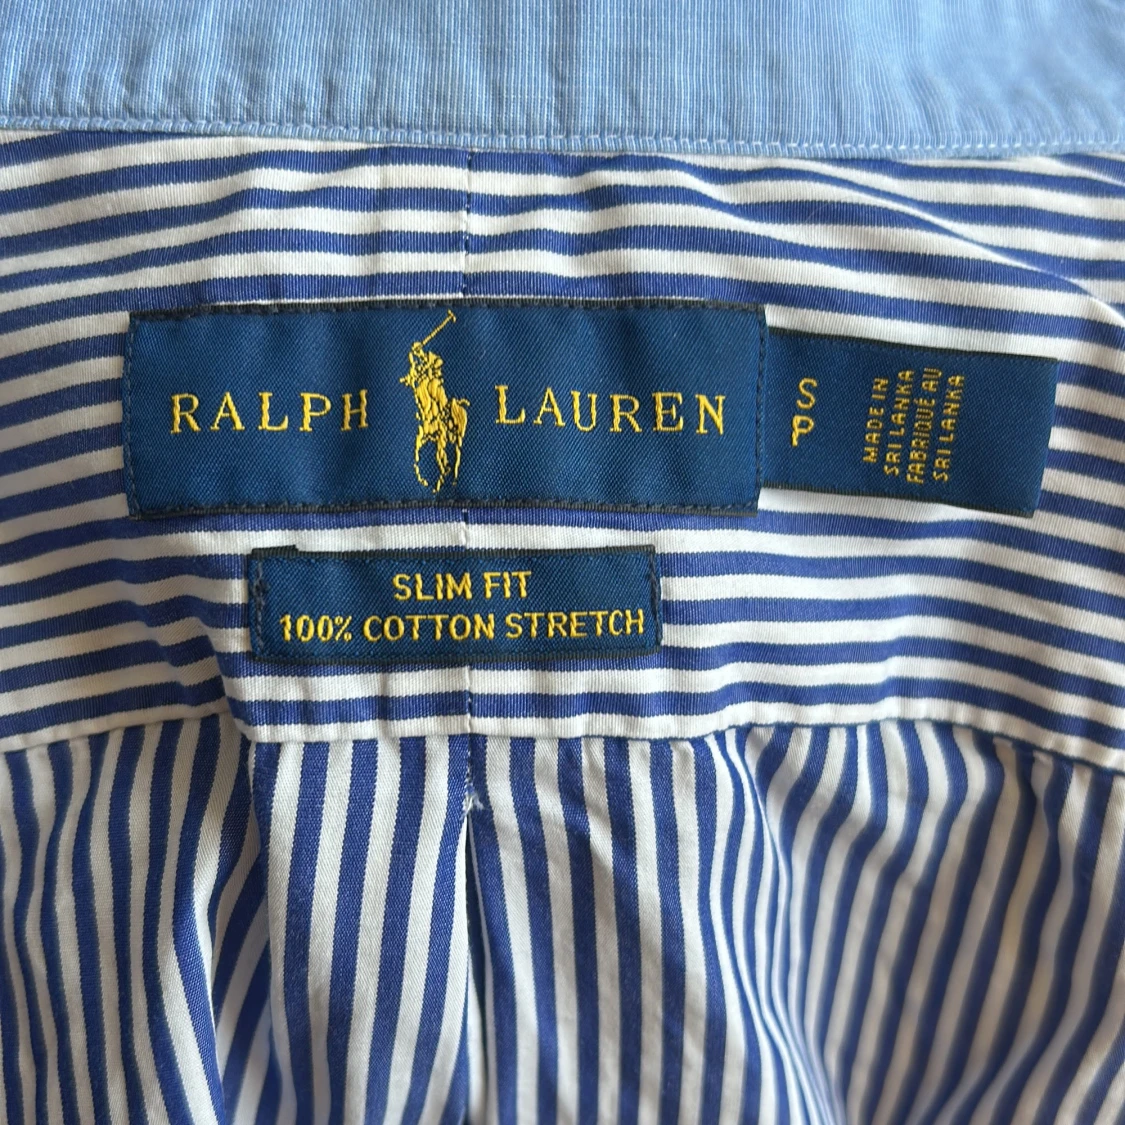 RALPH LAUREN
S
P
MADE IN
SRI LANKA
FABRIQUÉ AU
SRI LANKA
SLIM FIT
100% COTTON STRETCH